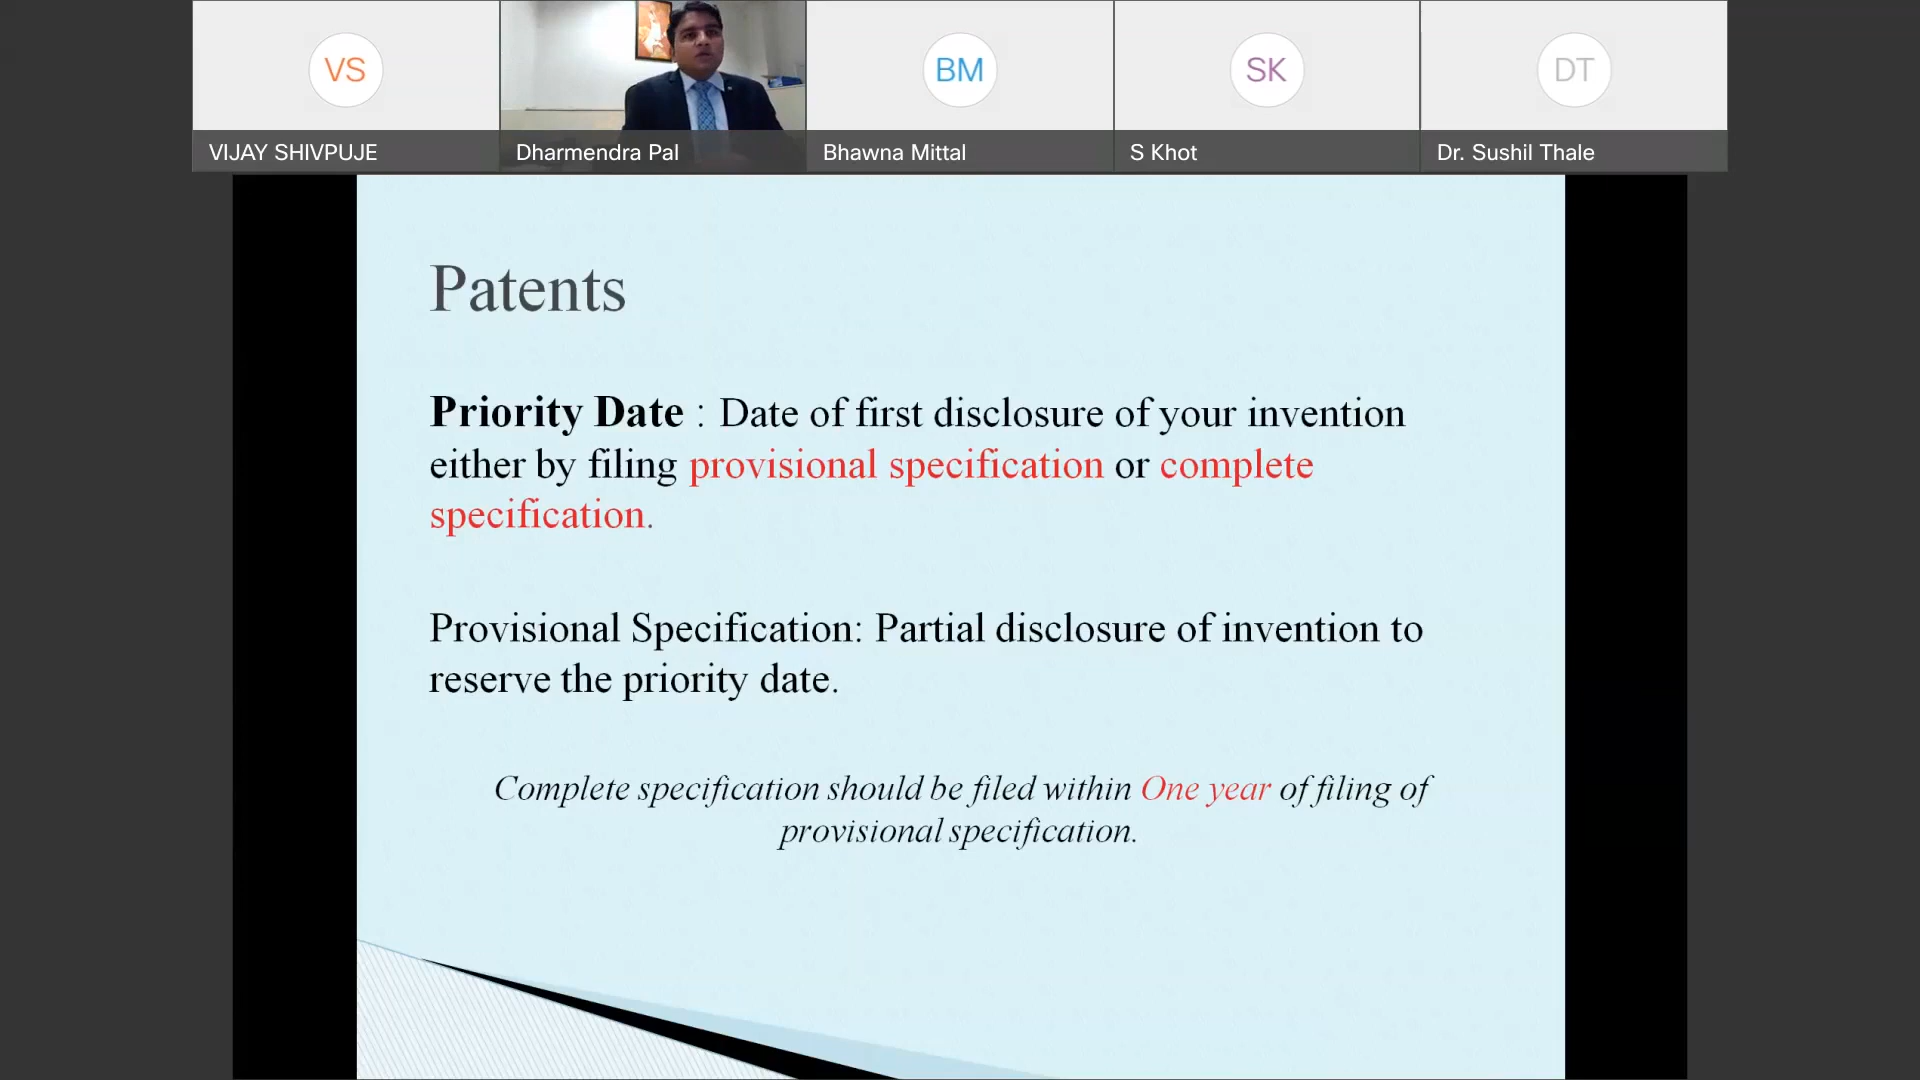 VS
BM
SK
DT
VIJAY SHIVPUJE
Dharmendra Pal
Bhawna Mittal
S Khot
Dr. Sushil Thale
Patents
Priority Date : Date of first disclosure of your invention
either by filing provisional specification or complete
specification.
Provisional Specification: Partial disclosure of invention to
reserve the priority date.
Complete specification should be filed within One year of filing of
provisional specification.